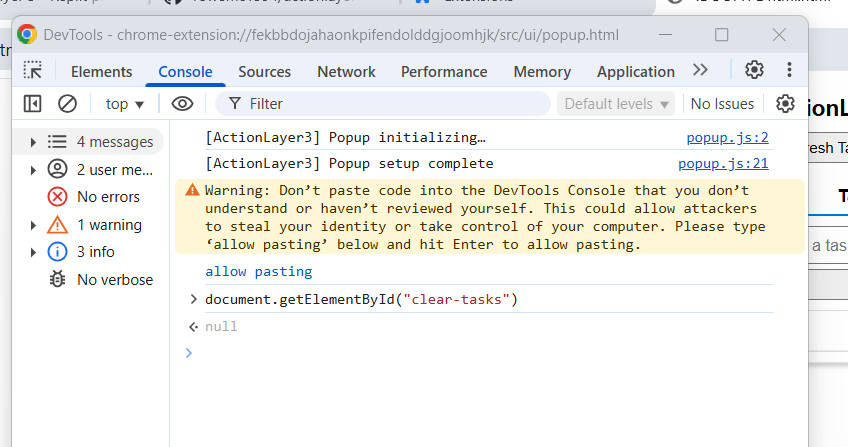 DevTools - chrome-extension://fekbbdojahaonkpifendolddgjoomhjk/src/ui/popup.html
Elements Console Sources Network Performance Memory Application
top Filter Default levels No Issues
4 messages
2 user me...
No errors
1 warning
3 info
No verbose
[ActionLayer3] Popup initializing… popup.js:2
[ActionLayer3] Popup setup complete popup.js:21
Warning: Don’t paste code into the DevTools Console that you don’t
understand or haven’t reviewed yourself. This could allow attackers
to steal your identity or take control of your computer. Please type
‘allow pasting’ below and hit Enter to allow pasting.
allow pasting
document.getElementById("clear-tasks")
null
ionL
resh Ta
a tas